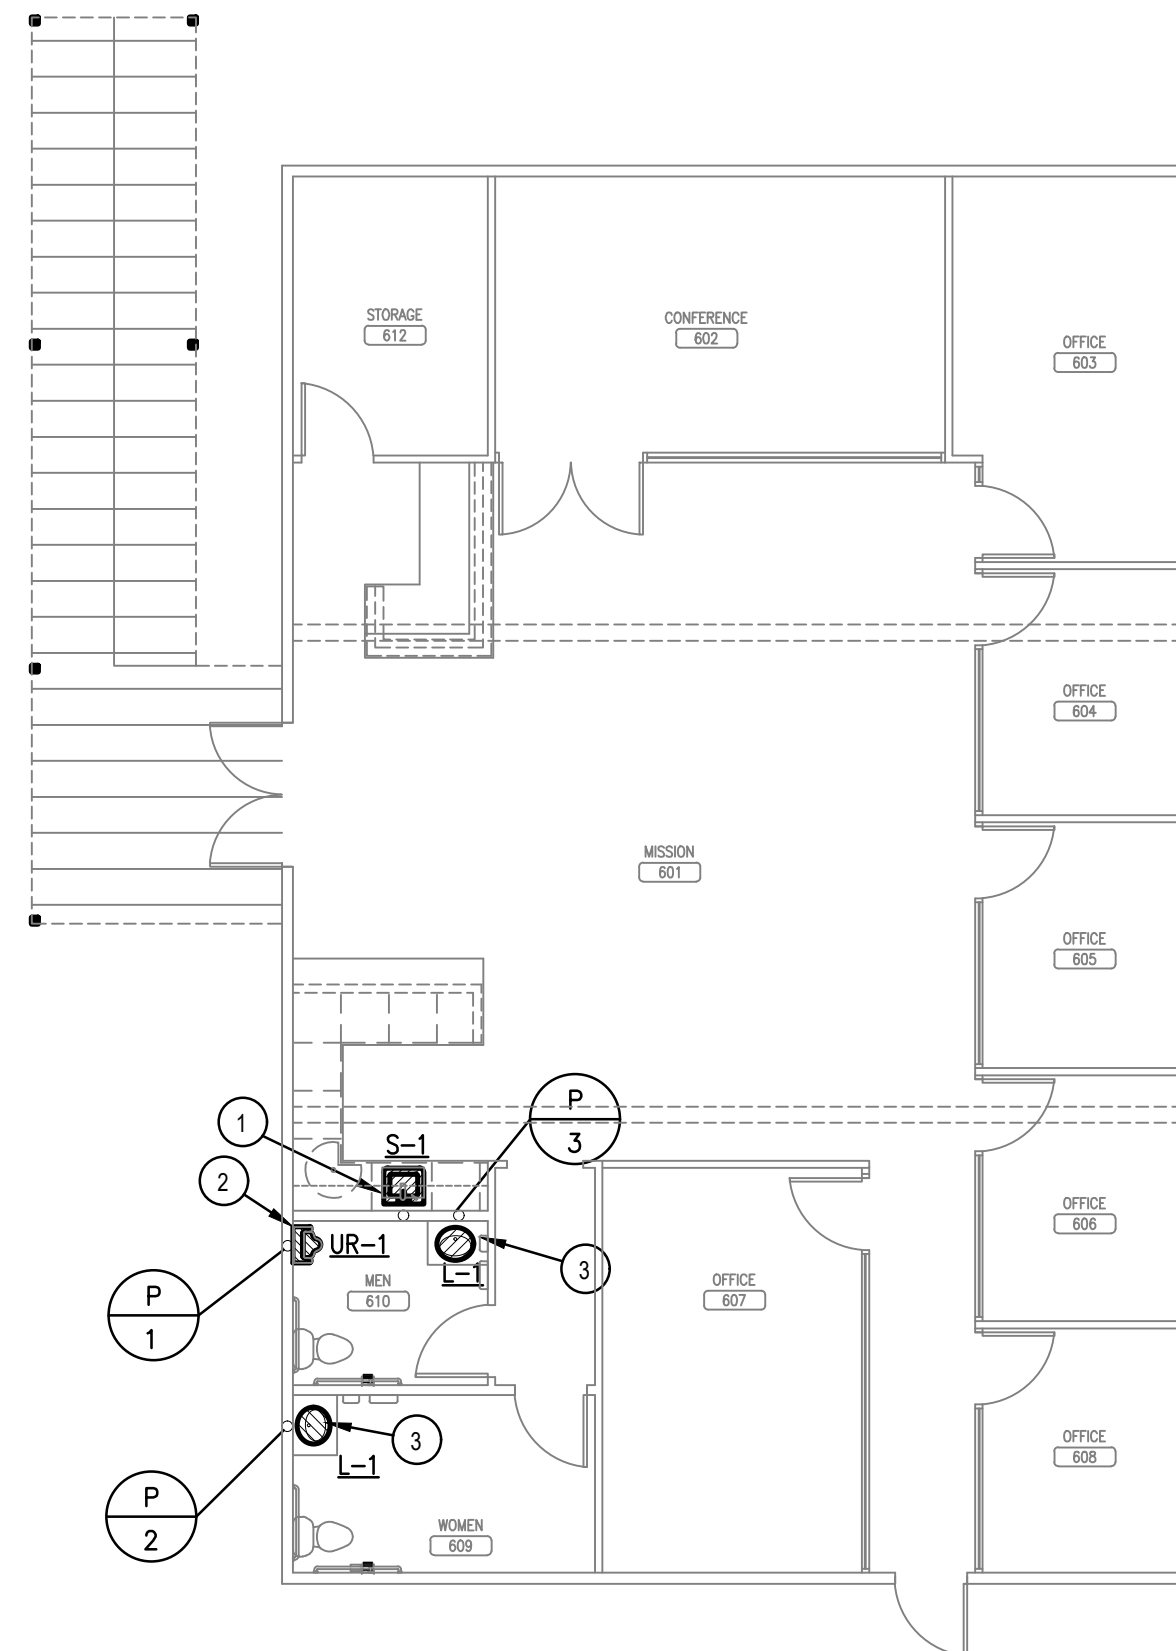 STORAGE
612
CONFERENCE
602
OFFICE
603
OFFICE
604
MISSION
601
OFFICE
605
P
3
1
S-1
2
OFFICE
606
UR-1
L-1
3
MEN
610
OFFICE
607
P
1
3
L-1
OFFICE
608
P
2
WOMEN
609